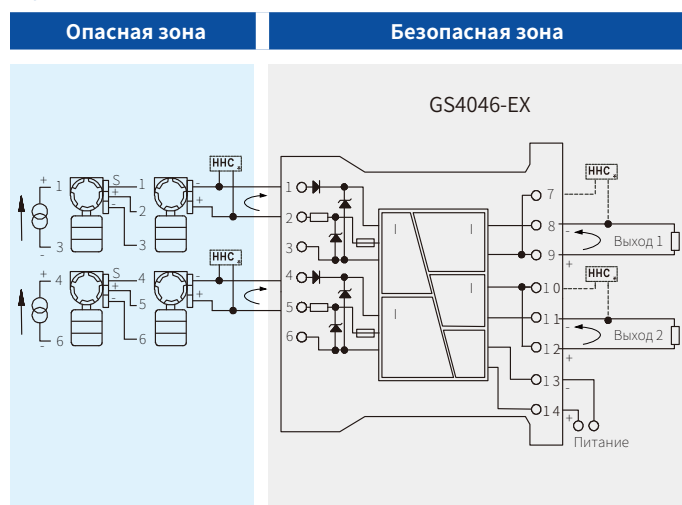 Опасная зона
Безопасная зона
GS4046-EX
HHC
HHC
+ 1 S 1 - 1 7
+ 2 + 2 8 -
- 3 - 3 3 9 + Выход 1
HHC
HHC
+ 4 S 4 - 4 10
+ 5 + 5 11 -
- 6 - 6 6 12 + Выход 2
13 -
14 +
Питание
I I
I I